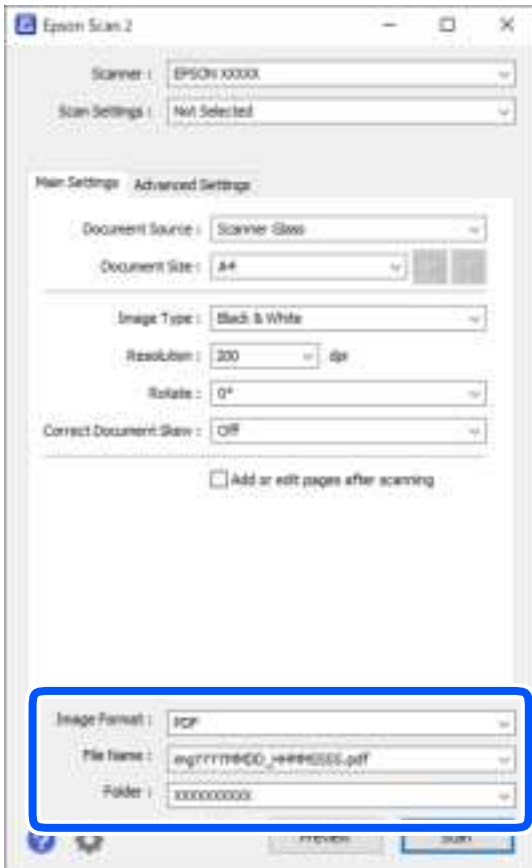 Epson Scan 2
Scanner : EPSON XXXXX
Scan Settings : Not Selected
Main Settings Advanced Settings
Document Source : Scanner Glass
Document Size : A4
Image Type : Black & White
Resolution : 200 dpi
Rotate : 0°
Correct Document Skew : Off
Add or edit pages after scanning
Image Format : PDF
File Name :
Folder : XXXXXXXXXX
Preview Scan